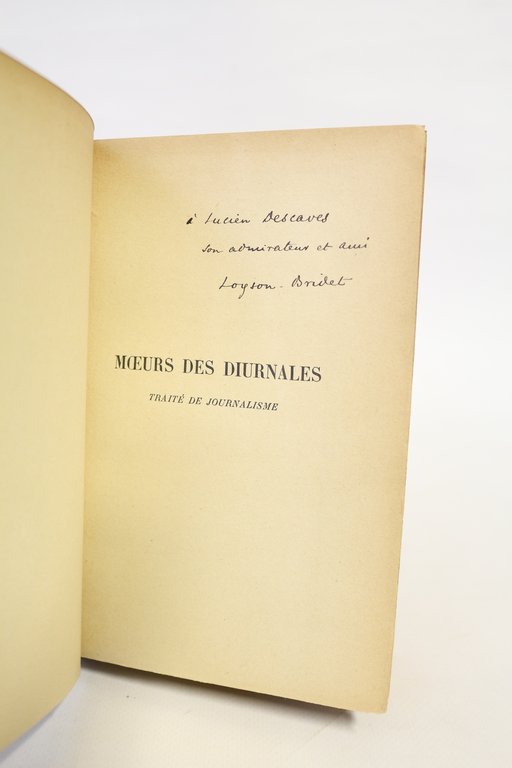 à Lucien Descaves
son admirateur et ami
Loyson-Bridet
MŒURS DES DIURNALES
TRAITÉ DE JOURNALISME